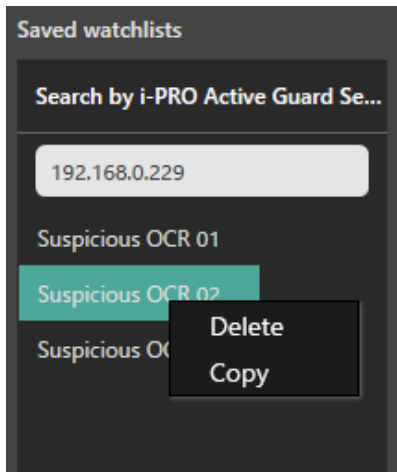 Saved watchlists
Search by i-PRO Active Guard Se...
192.168.0.229
Suspicious OCR 01
Suspicious OCR 02
Delete
Suspicious
Copy